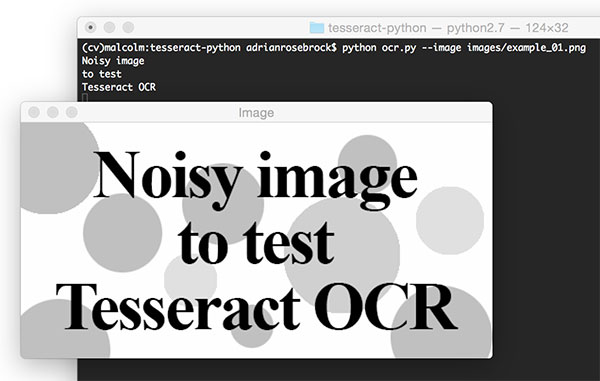 tesseract-python — python2.7 — 124×32
(cv)malcolm:tesseract-python adrianrosebrock$ python ocr.py --image images/example_01.png
Noisy image
to test
Tesseract OCR
Image
Noisy image
to test
Tesseract OCR